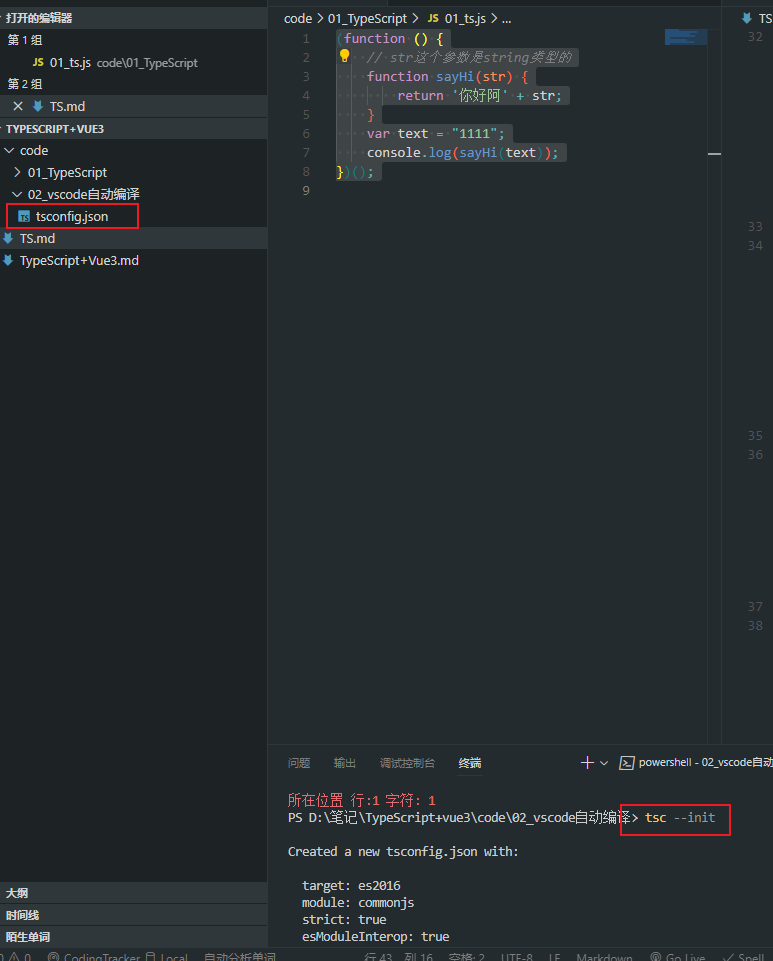 打开的编辑器
第 1 组
JS 01_ts.js code\01_TypeScript
第 2 组
TS.md
TYPESCRIPT+VUE3
code
01_TypeScript
02_vscode自动编译
TS tsconfig.json
TS.md
TypeScript+Vue3.md
大纲
时间线
陌生单词
code > 01_TypeScript > JS 01_ts.js > ...
1 (function () {
2 // str这个参数是string类型的
3 function sayHi(str) {
4 return '你好阿' + str;
5 }
6 var text = "1111";
7 console.log(sayHi(text));
8 })();
9
TS
32
33
34
35
36
37
38
问题 输出 调试控制台 终端
powershell - 02_vscode自动
所在位置 行:1 字符: 1
PS D:\笔记\TypeScript+vue3\code\02_vscode自动编译> tsc --init
Created a new tsconfig.json with:
target: es2016
module: commonjs
strict: true
esModuleInterop: true
0 0 CodingTracker Local 自动分析单词 行 43, 列 16 空格: 2 UTF-8 LF Markdown Go Live Spell